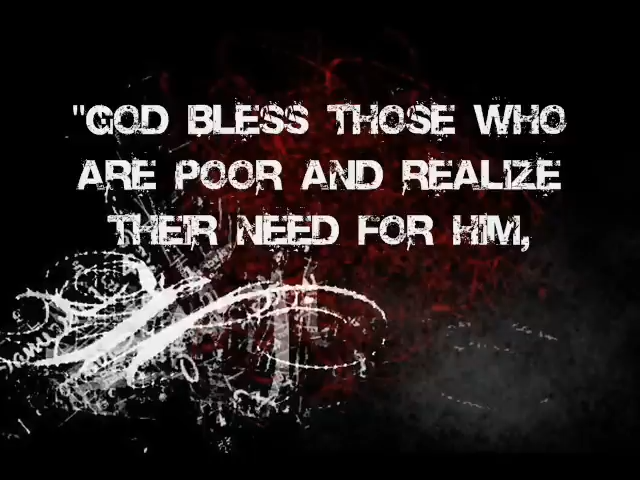 "GOD BLESS THOSE WHO
ARE POOR AND REALIZE
THEIR NEED FOR HIM,